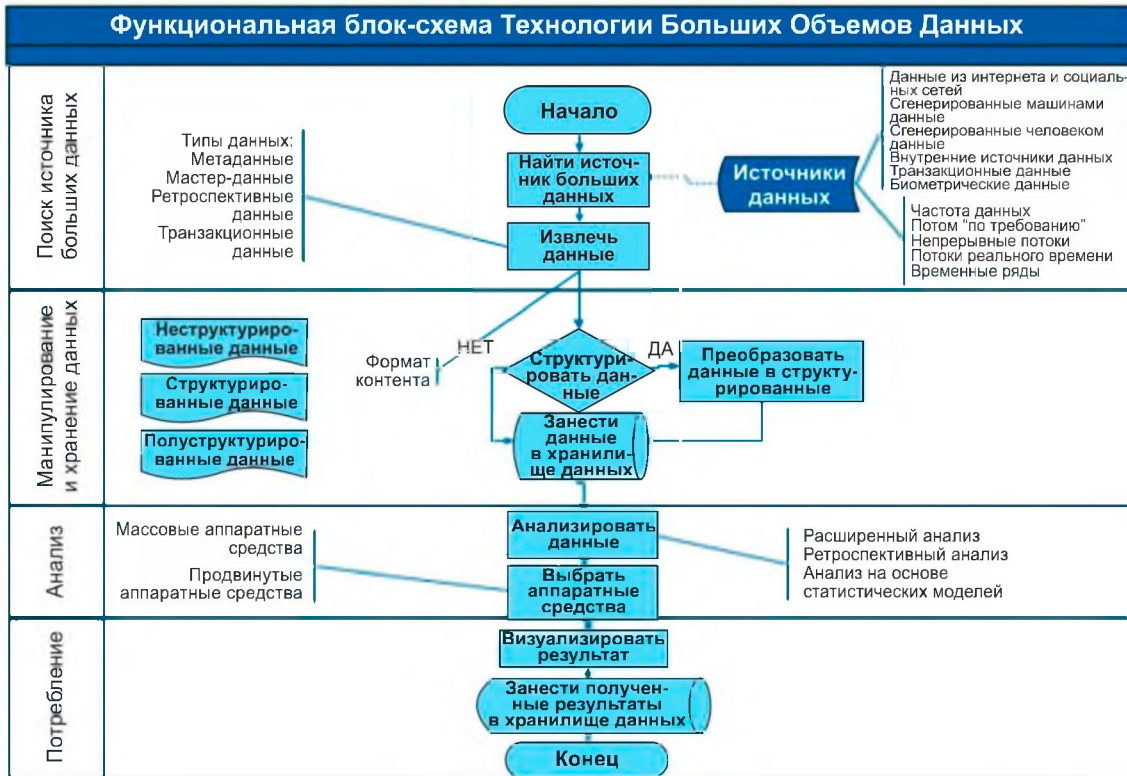 Функциональная блок-схема Технологии Больших Объемов Данных
Поиск источника
больших данных
Типы данных:
Метаданные
Мастер-данные
Ретроспективные
данные
Транзакционные
данные
Начало
Найти источ-
ник больших
данных
Извлечь
данные
Источники
данных
Данные из интернета и социаль-
ных сетей
Сгенерированные машинами
данные
Сгенерированные человеком
данные
Внутренние источники данных
Транзакционные данные
Биометрические данные
Частота данных
Потом "по требованию"
Непрерывные потоки
Потоки реального времени
Временные ряды
Манипулирование
и хранение данных
Неструктуриро-
ванные данные
Структуриро-
ванные данные
Полуструктуриро-
ванные данные
Формат
контента
НЕТ
Структури-
ровать дан-
ные
ДА
Преобразовать
данные в структу-
рированные
Занести
данные
в хранили-
ще данных
Анализ
Массовые аппаратные
средства
Продвинутые
аппаратные средства
Анализировать
данные
Выбрать
аппаратные
средства
Расширенный анализ
Ретроспективный анализ
Анализ на основе
статистических моделей
Потребление
Визуализировать
результат
Занести получен-
ные результаты
в хранилище данных
Конец